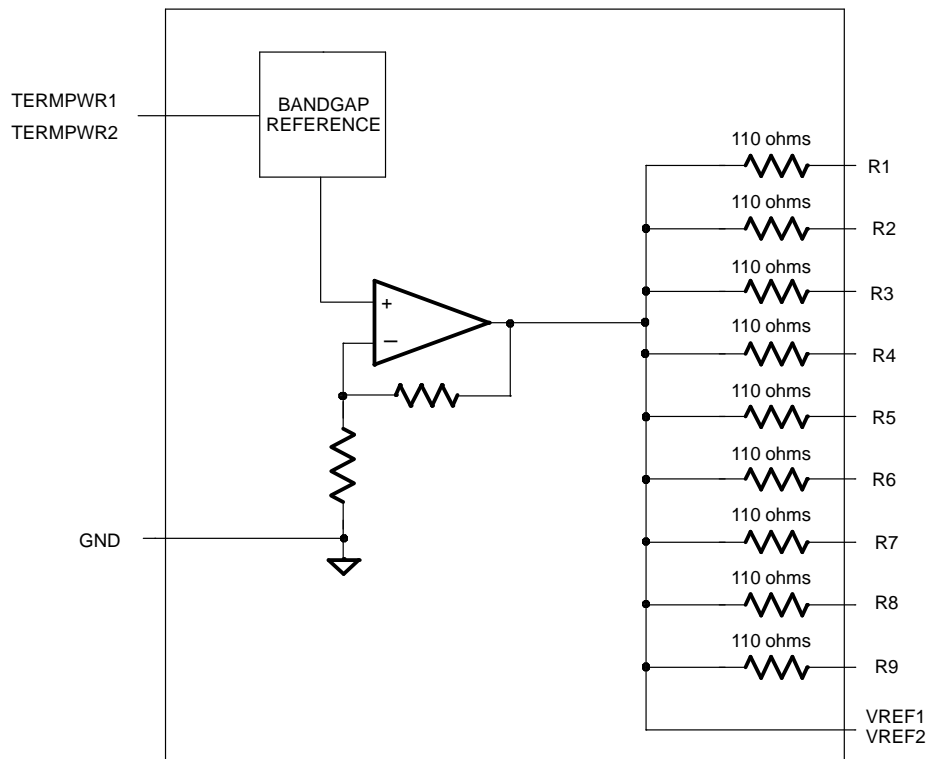 TERMPWR1
TERMPWR2
BANDGAP
REFERENCE
+
−
GND
110 ohms
R1
110 ohms
R2
110 ohms
R3
110 ohms
R4
110 ohms
R5
110 ohms
R6
110 ohms
R7
110 ohms
R8
110 ohms
R9
VREF1
VREF2